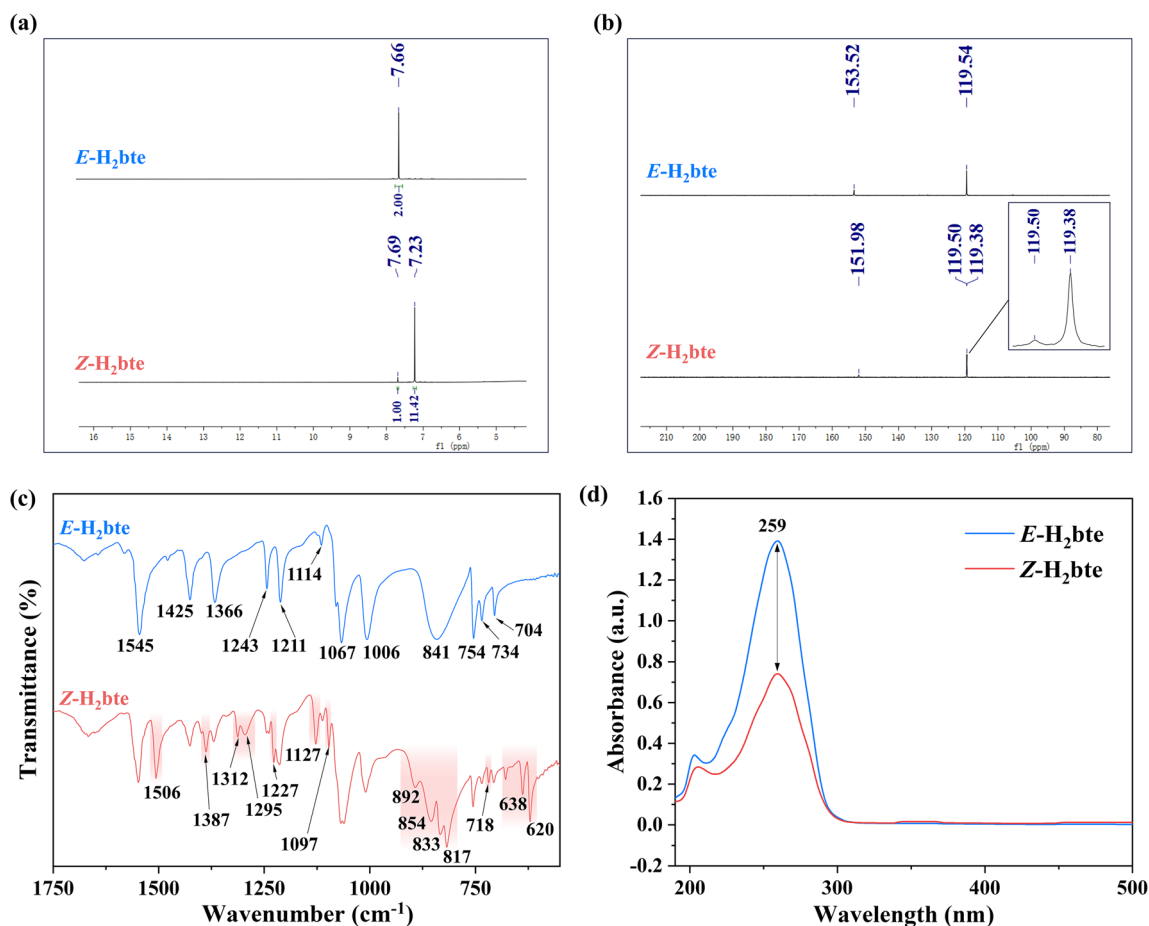 (a)
7.66
E-H2bte
2.00
7.69
7.23
Z-H2bte
1.00
11.42
16 15 14 13 12 11 10 9 8 7 6 5
f1 (ppm)
(b)
153.52
119.54
E-H2bte
151.98
119.50
119.38
119.50
119.38
Z-H2bte
210 200 190 180 170 160 150 140 130 120 110 100 90 80
f1 (ppm)
(c)
Transmittance (%)
E-H2bte
1545
1425
1366
1243
1211
1114
1067
1006
841
754
734
704
Z-H2bte
1506
1387
1312
1295
1227
1127
1097
892
854
833
817
718
638
620
1750 1500 1250 1000 750
Wavenumber (cm-1)
(d)
Absorbance (a.u.)
1.6
1.4
1.2
1.0
0.8
0.6
0.4
0.2
0.0
-0.2
259
E-H2bte
Z-H2bte
200 300 400 500
Wavelength (nm)